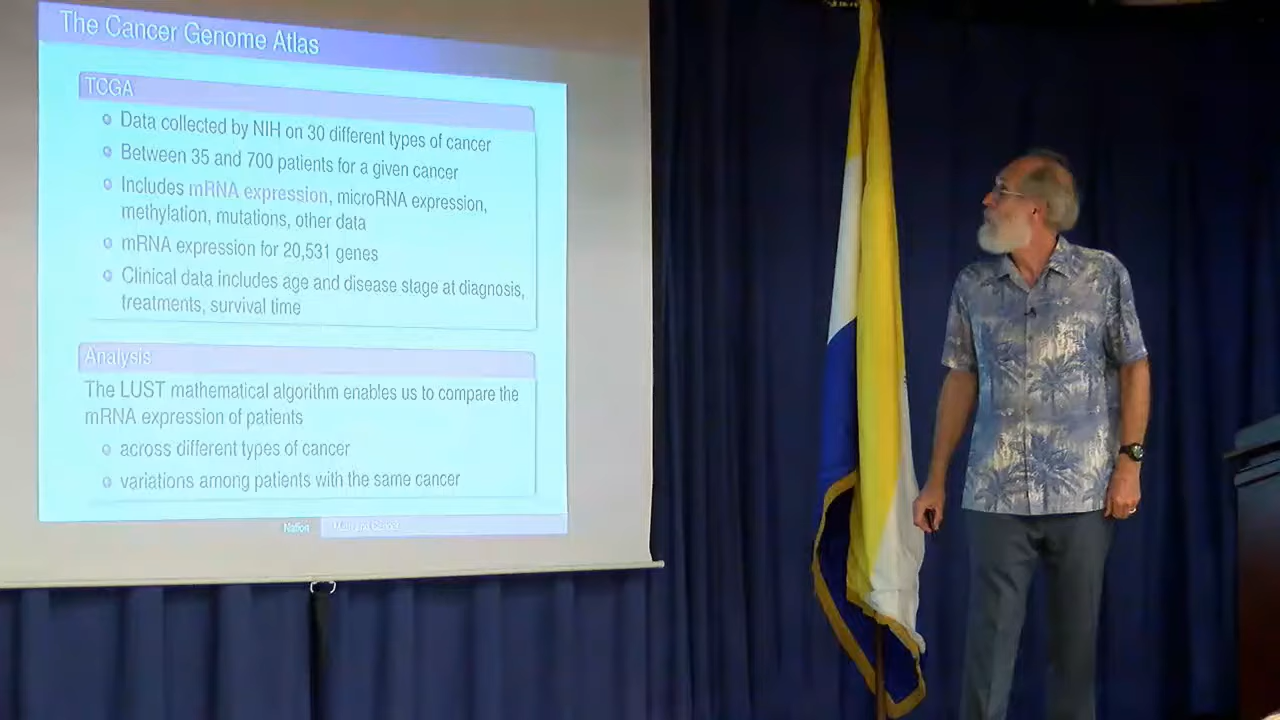 The Cancer Genome Atlas
TCGA
Data collected by NIH on 30 different types of cancer
Between 35 and 700 patients for a given cancer
Includes mRNA expression, microRNA expression,
methylation, mutations, other data
mRNA expression for 20,531 genes
Clinical data includes age and disease stage at diagnosis,
treatments, survival time
Analysis
The LUST mathematical algorithm enables us to compare the
mRNA expression of patients
across different types of cancer
variations among patients with the same cancer
Nation
Math and Cancer